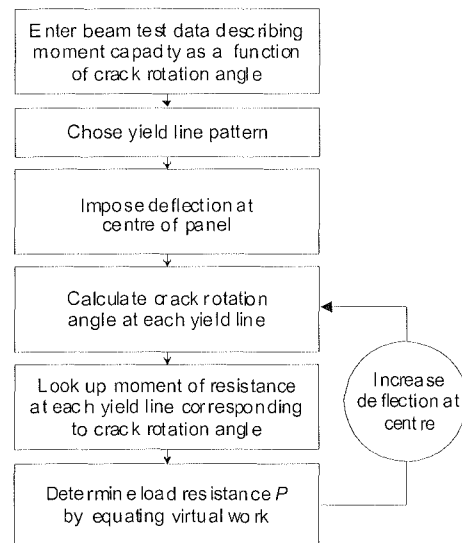 Enter beam test data describing
moment capacity as a function
of crack rotation angle
Chose yield line pattern
Impose deflection at
centre of panel
Calculate crack rotation
angle at each yield line
Look up moment of resistance
at each yield line corresponding
to crack rotation angle
Determine load resistance P
by equating virtual work
Increase
deflection at
centre